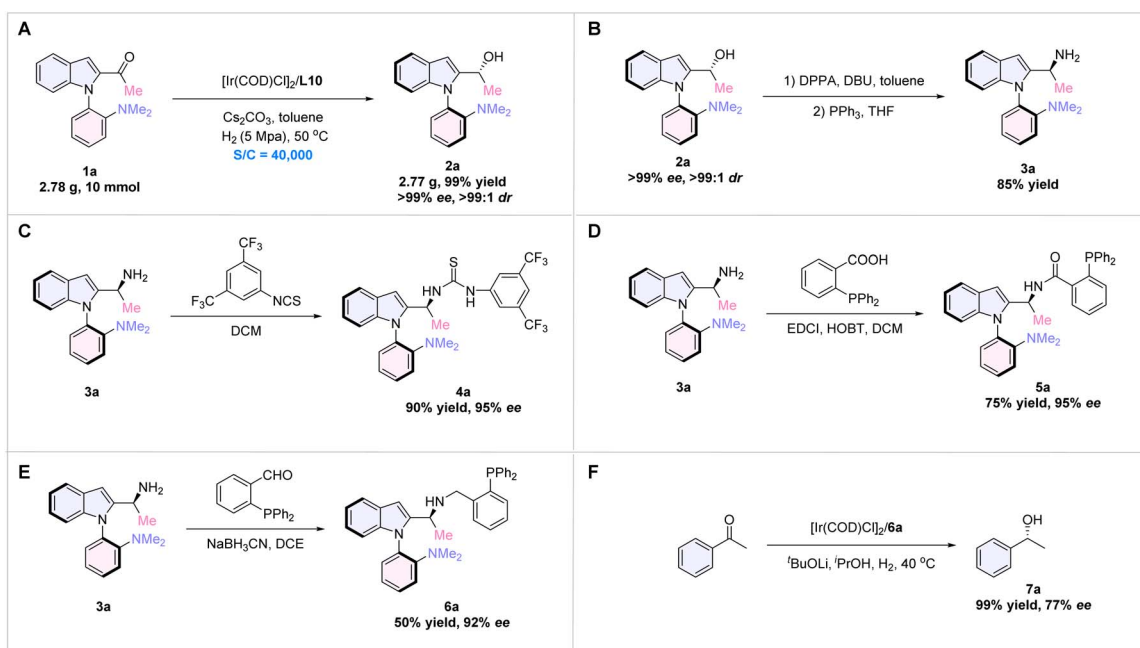 A
O
Me
N
NMe2
1a
2.78 g, 10 mmol
[Ir(COD)Cl]2/L10
Cs2CO3, toluene
H2 (5 Mpa), 50 °C
S/C = 40,000
OH
Me
N
NMe2
2a
2.77 g, 99% yield
>99% ee, >99:1 dr
B
OH
Me
N
NMe2
2a
>99% ee, >99:1 dr
1) DPPA, DBU, toluene
2) PPh3, THF
NH2
Me
N
NMe2
3a
85% yield
C
NH2
Me
N
NMe2
3a
CF3
F3C
NCS
DCM
S
HN
N
H
CF3
CF3
Me
N
NMe2
4a
90% yield, 95% ee
D
NH2
Me
N
NMe2
3a
COOH
PPh2
EDCI, HOBT, DCM
O
PPh2
HN
Me
N
NMe2
5a
75% yield, 95% ee
E
NH2
Me
N
NMe2
3a
CHO
PPh2
NaBH3CN, DCE
PPh2
HN
Me
N
NMe2
6a
50% yield, 92% ee
F
O
[Ir(COD)Cl]2/6a
tBuOLi, iPrOH, H2, 40 °C
OH
7a
99% yield, 77% ee